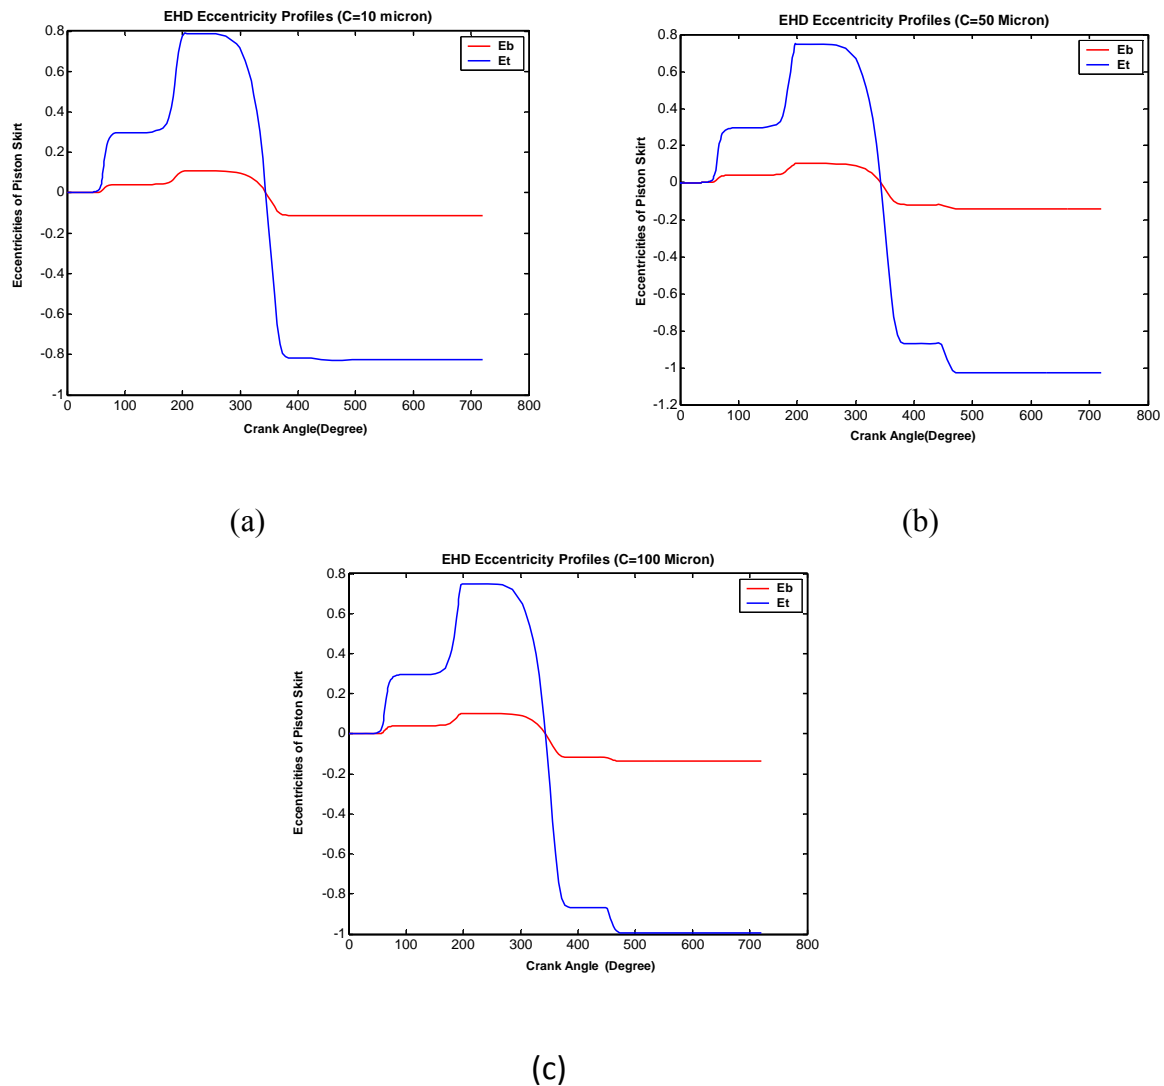 EHD Eccentricity Profiles (C=10 micron)
Eb
Et
Eccentricities of Piston Skirt
0.8
0.6
0.4
0.2
0
-0.2
-0.4
-0.6
-0.8
-1
0 100 200 300 400 500 600 700 800
Crank Angle(Degree)
(a)
EHD Eccentricity Profiles (C=50 Micron)
Eb
Et
Eccentricities of Piston Skirt
0.8
0.6
0.4
0.2
0
-0.2
-0.4
-0.6
-0.8
-1
-1.2
0 100 200 300 400 500 600 700 800
Crank Angle(Degree)
(b)
EHD Eccentricity Profiles (C=100 Micron)
Eb
Et
Eccentricities of Piston Skirt
0.8
0.6
0.4
0.2
0
-0.2
-0.4
-0.6
-0.8
-1
0 100 200 300 400 500 600 700 800
Crank Angle (Degree)
(c)